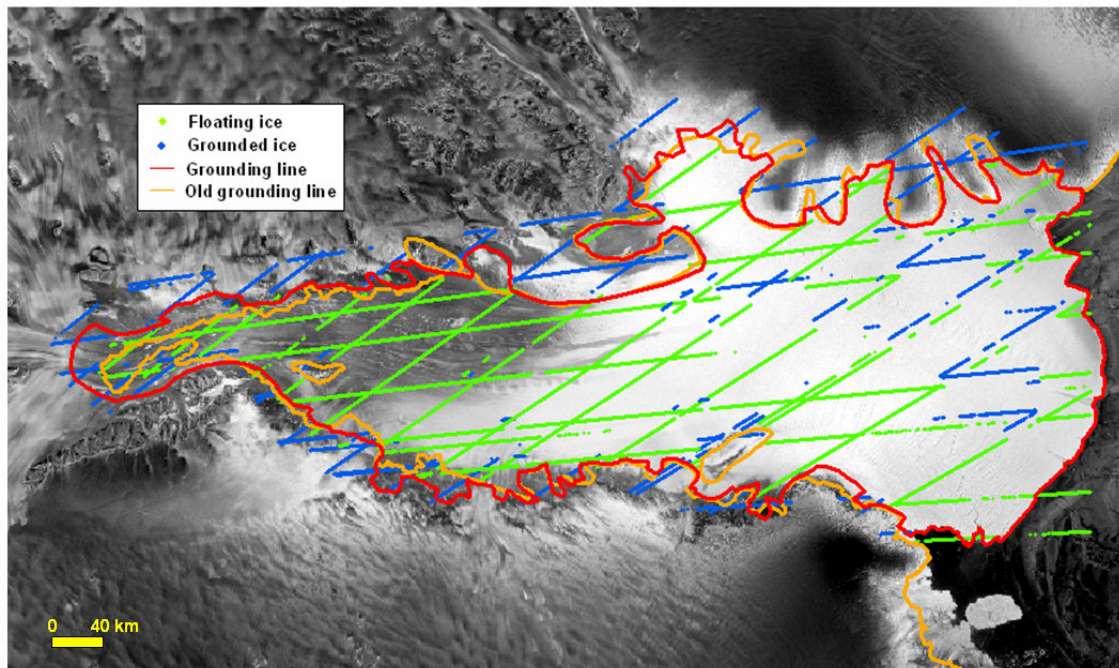 Floating ice
Grounded ice
Grounding line
Old grounding line
0 40 km